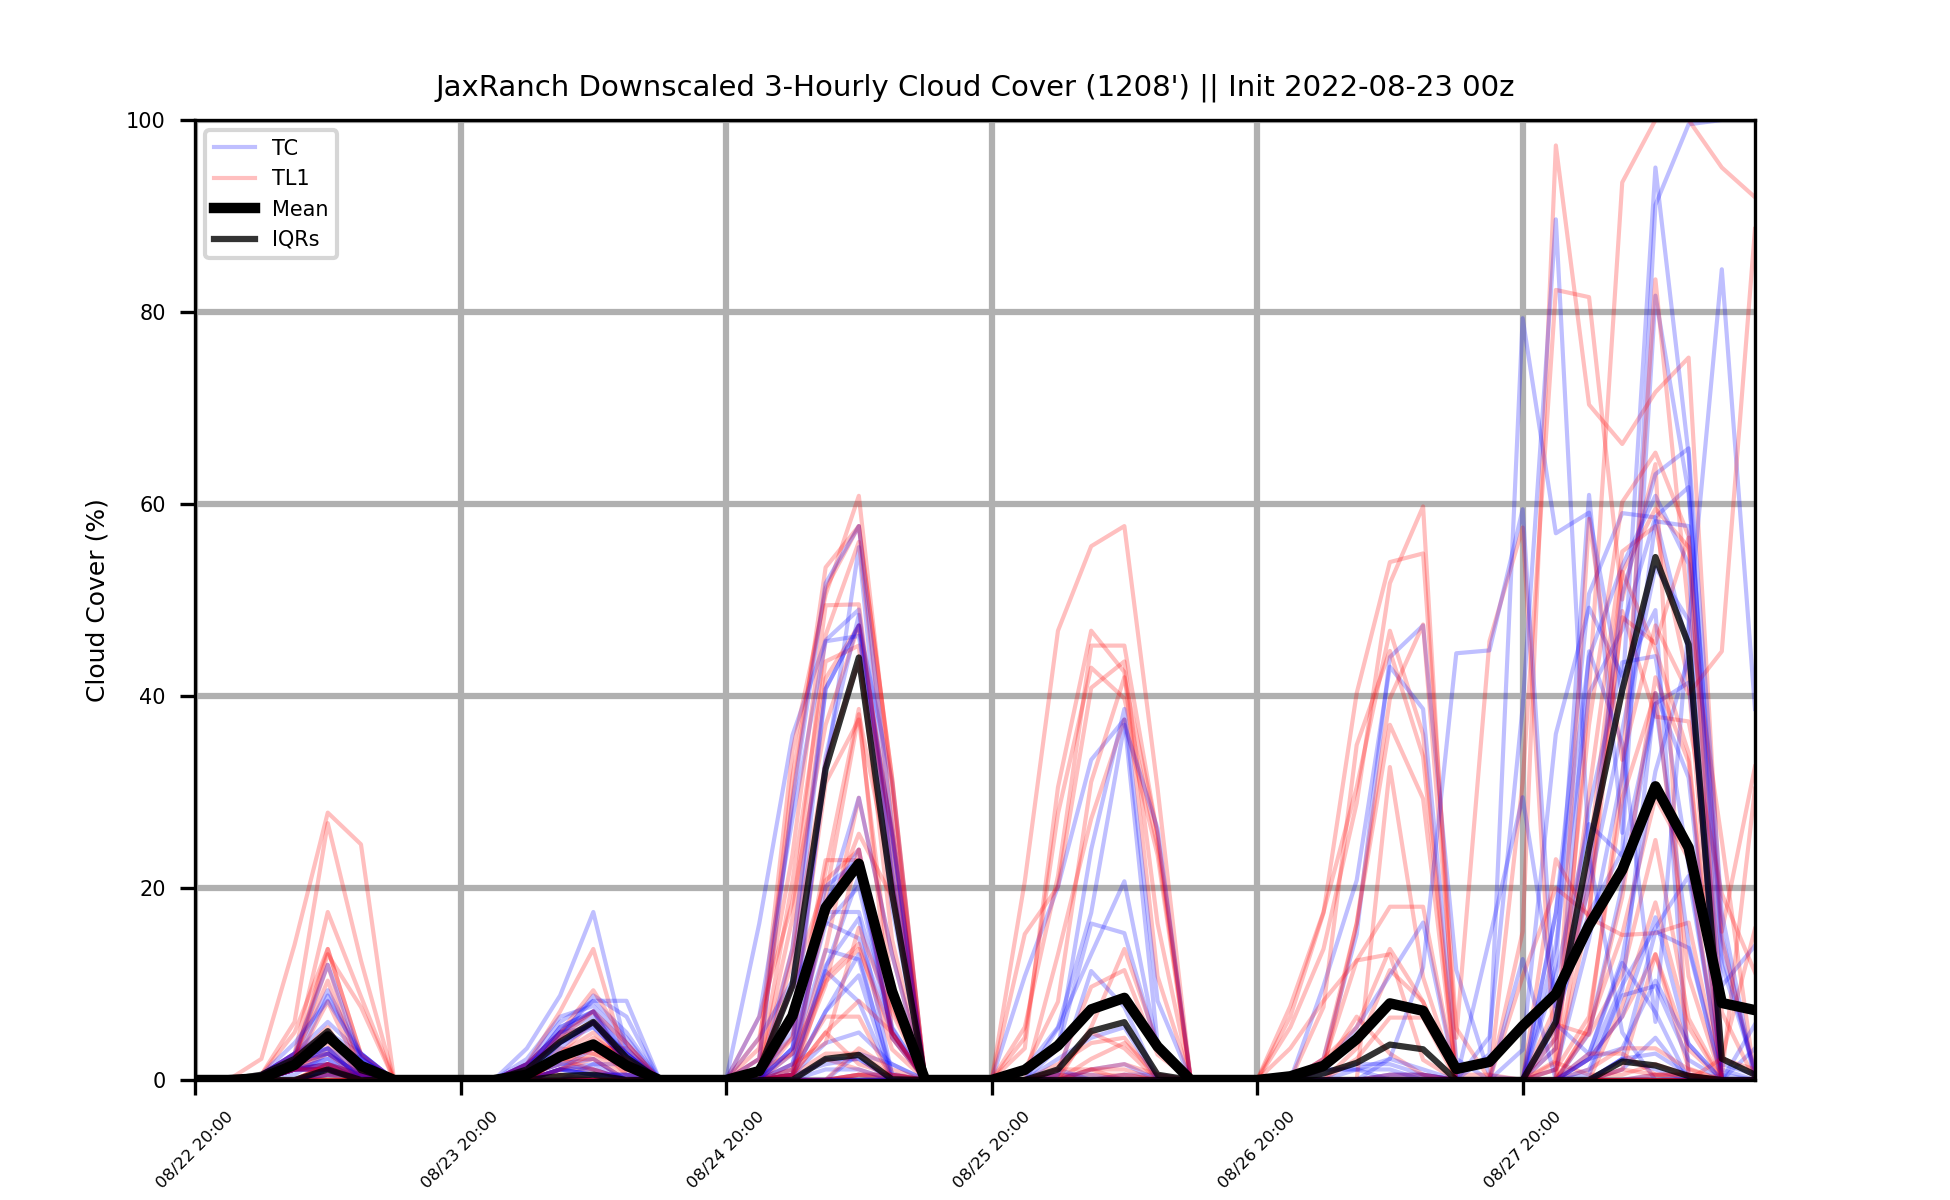 JaxRanch Downscaled 3-Hourly Cloud Cover (1208') || Init 2022-08-23 00z
100
80
60
40
20
0
Cloud Cover (%)
TC
TL1
Mean
IQRs
08/22 20:00
08/23 20:00
08/24 20:00
08/25 20:00
08/26 20:00
08/27 20:00